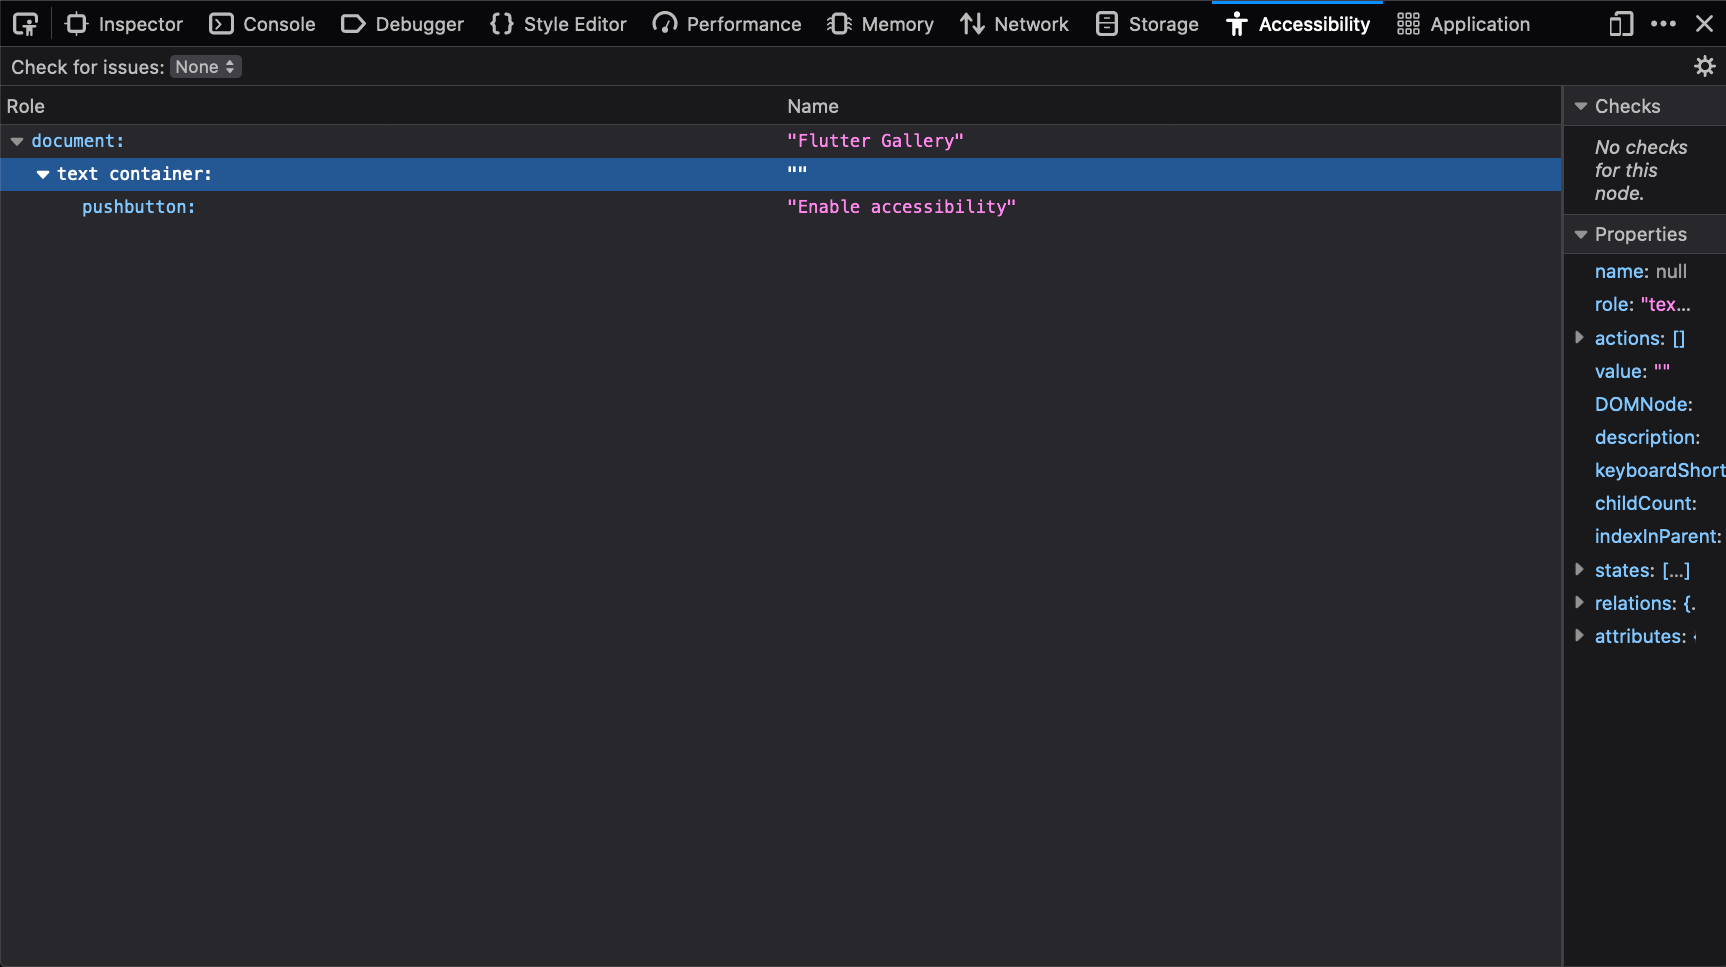 Inspector Console Debugger {} Style Editor Performance Memory Network Storage Accessibility Application
Check for issues: None
Role Name
document: "Flutter Gallery"
text container: ""
pushbutton: "Enable accessibility"
Checks
No checks
for this
node.
Properties
name: null
role: "tex…
actions: []
value: ""
DOMNode:
description:
keyboardShort
childCount:
indexInParent:
states: […]
relations: {.
attributes: